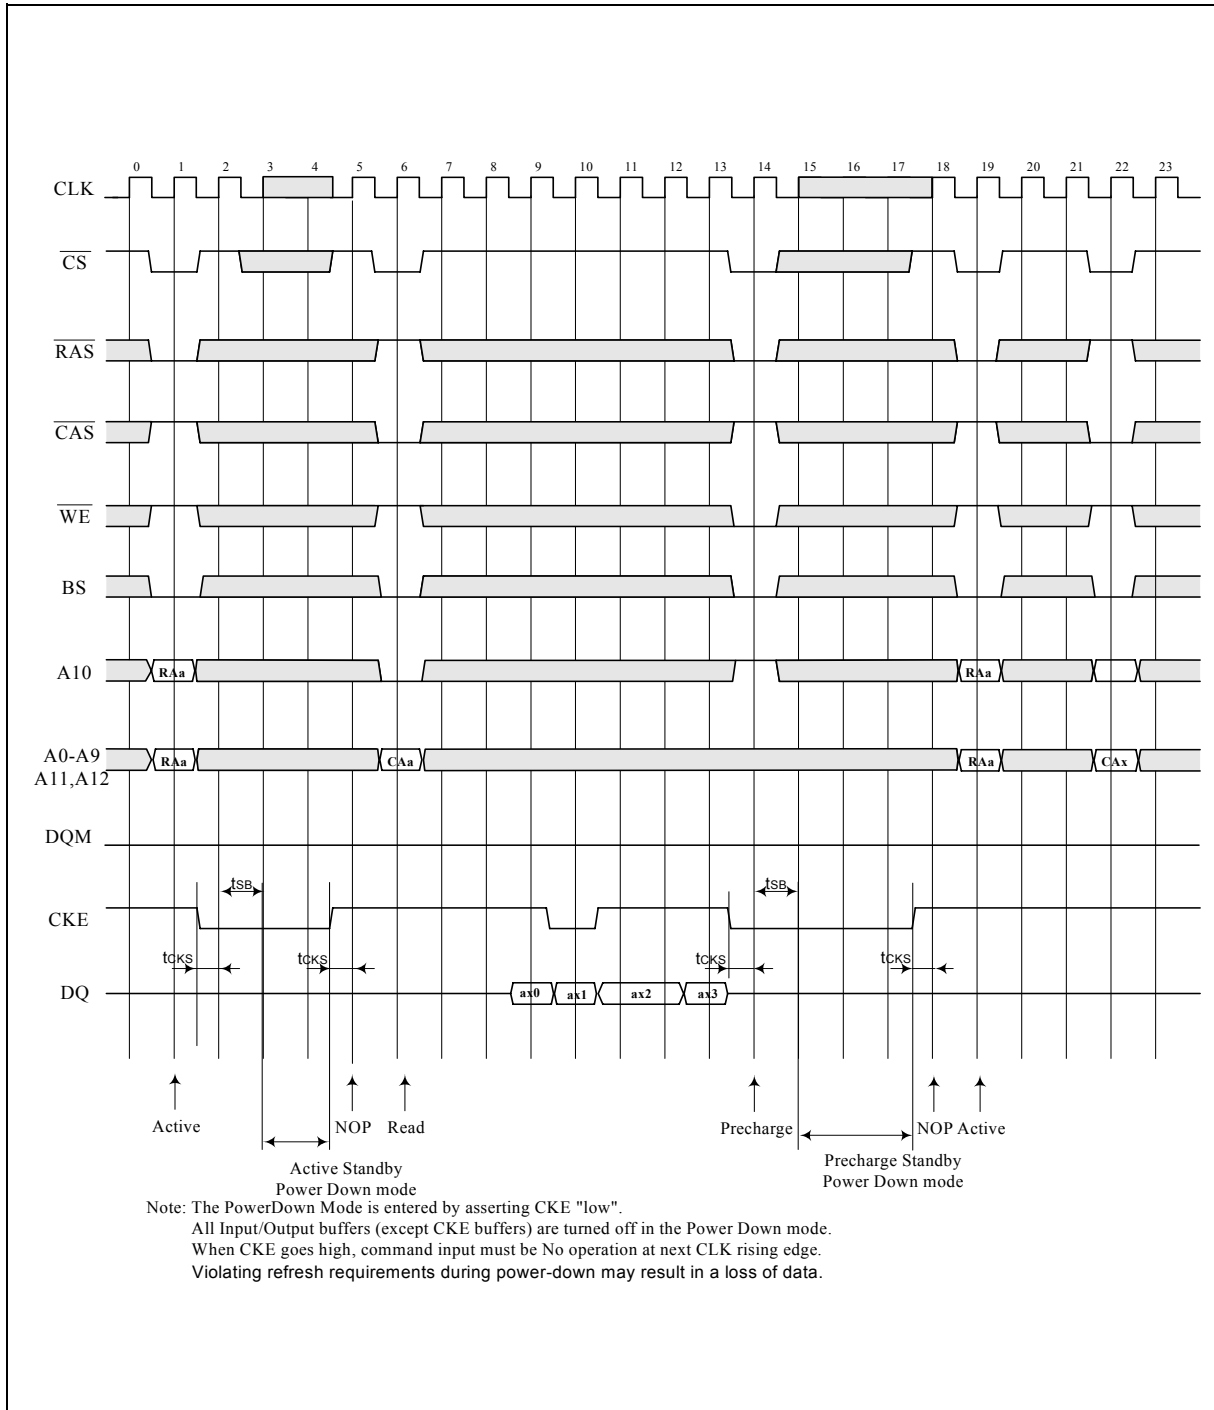 0 1 2 3 4 5 6 7 8 9 10 11 12 13 14 15 16 17 18 19 20 21 22 23
CLK
CS
RAS
CAS
WE
BS
A10 RAa RAa
A0-A9
A11,A12
RAa CAa RAa CAx
DQM
tSB tSB
CKE
tCKS tCKS tCKS tCKS
DQ ax0 ax1 ax2 ax3
Active NOP Read Precharge NOP Active
Active Standby
Power Down mode
Precharge Standby
Power Down mode
Note: The PowerDown Mode is entered by asserting CKE "low".
All Input/Output buffers (except CKE buffers) are turned off in the Power Down mode.
When CKE goes high, command input must be No operation at next CLK rising edge.
Violating refresh requirements during power-down may result in a loss of data.